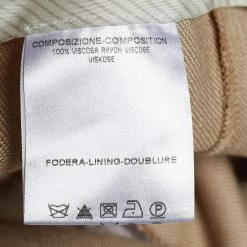 COMPOSIZIONE-COMPOSITION
100% VISCOSA RAYON VISCOSE
VISKOSE
FODERA-LINING-DOUBLURE
P